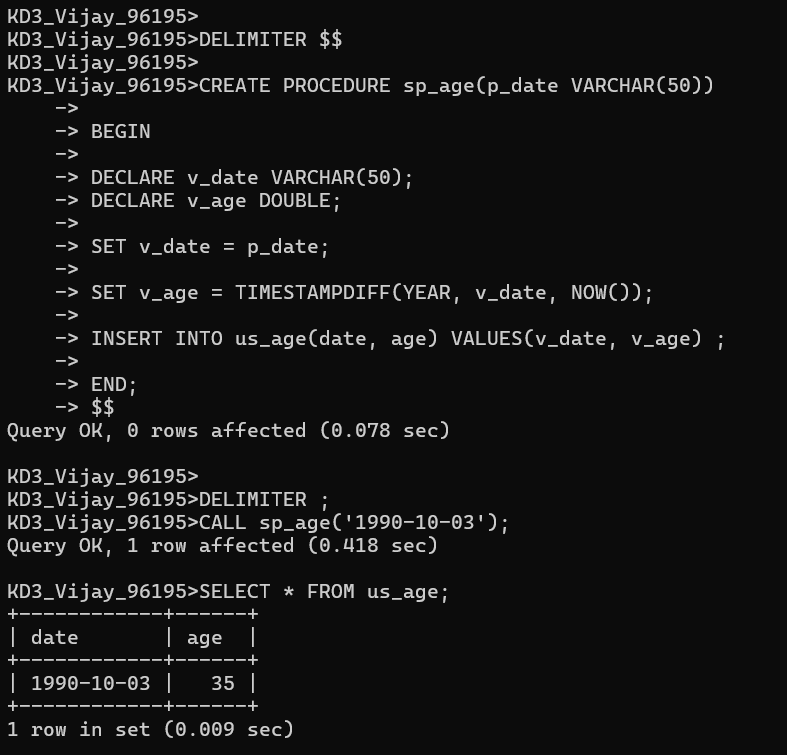 KD3_Vijay_96195>
KD3_Vijay_96195>DELIMITER $$
KD3_Vijay_96195>
KD3_Vijay_96195>CREATE PROCEDURE sp_age(p_date VARCHAR(50))
    ->
    -> BEGIN
    ->
    -> DECLARE v_date VARCHAR(50);
    -> DECLARE v_age DOUBLE;
    ->
    -> SET v_date = p_date;
    ->
    -> SET v_age = TIMESTAMPDIFF(YEAR, v_date, NOW());
    ->
    -> INSERT INTO us_age(date, age) VALUES(v_date, v_age) ;
    ->
    -> END;
    -> $$
Query OK, 0 rows affected (0.078 sec)

KD3_Vijay_96195>
KD3_Vijay_96195>DELIMITER ;
KD3_Vijay_96195>CALL sp_age('1990-10-03');
Query OK, 1 row affected (0.418 sec)

KD3_Vijay_96195>SELECT * FROM us_age;
+------------+------+
| date       | age  |
+------------+------+
| 1990-10-03 |   35 |
+------------+------+
1 row in set (0.009 sec)